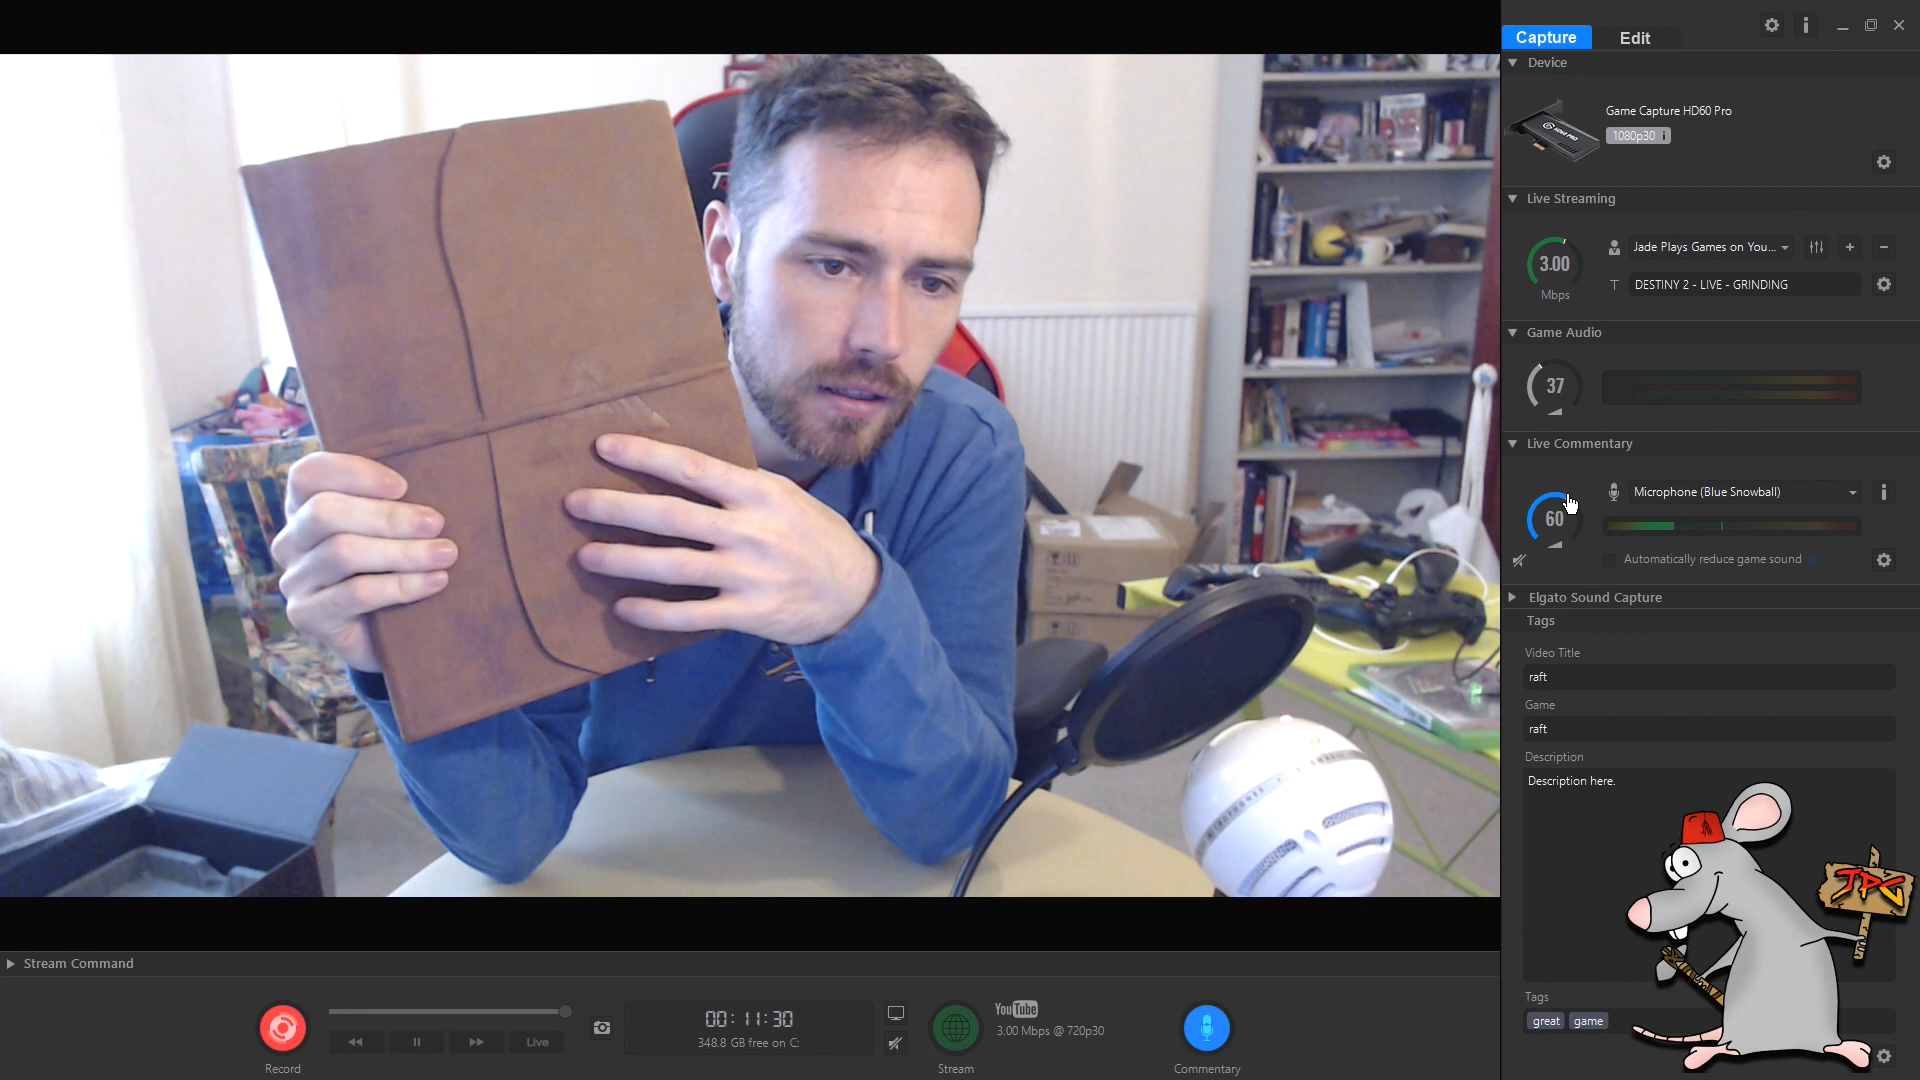 Capture
Edit
Device
Game Capture HD60 Pro
1080p30
Live Streaming
3.00
Mbps
Jade Plays Games on You...
DESTINY 2 - LIVE - GRINDING
Game Audio
37
Live Commentary
60
Microphone (Blue Snowball)
Automatically reduce game sound
Elgato Sound Capture
Tags
Video Title
raft
Game
raft
Description
Description here.
JPG
Tags
great game
Stream Command
00:11:30
348.8 GB free on C:
Live
Record
YouTube
3.00 Mbps @ 720p30
Stream
Commentary